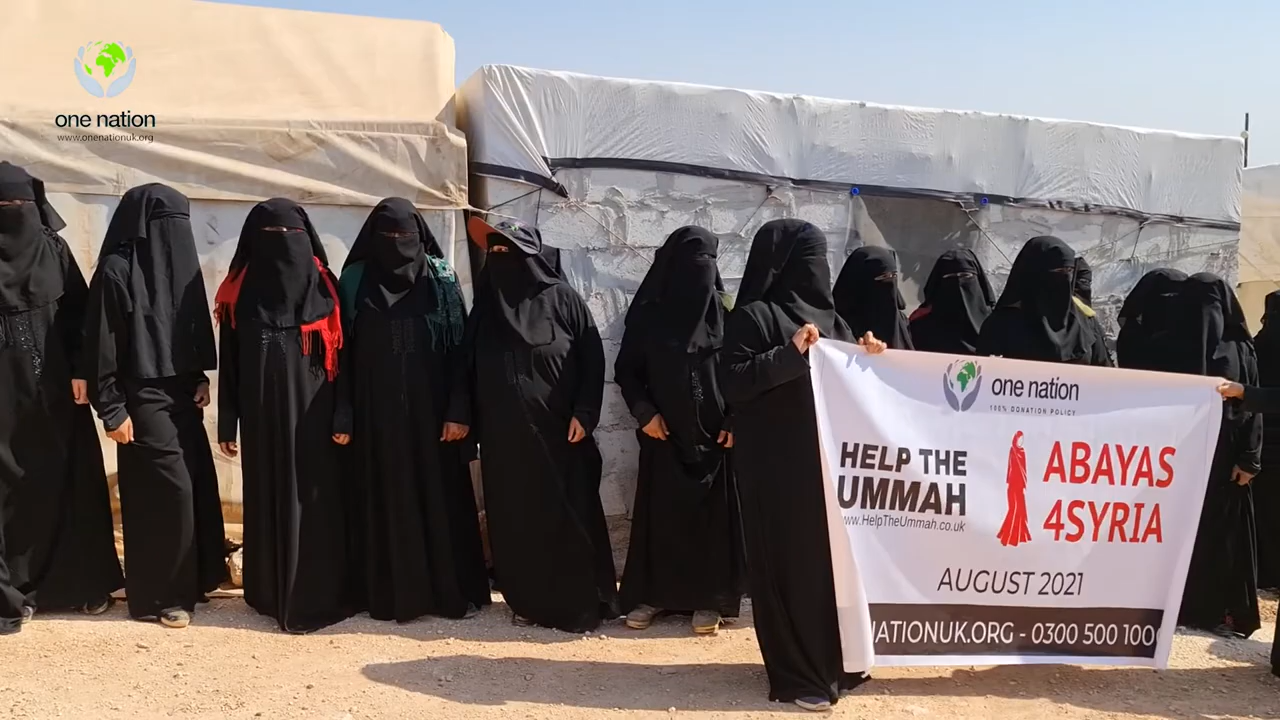 one nation
www.onenationuk.org
one nation
100% DONATION POLICY
HELP THE
UMMAH
www.HelpTheUmmah.co.uk
ABAYAS
4SYRIA
AUGUST 2021
NATIONUK.ORG - 0300 500 100